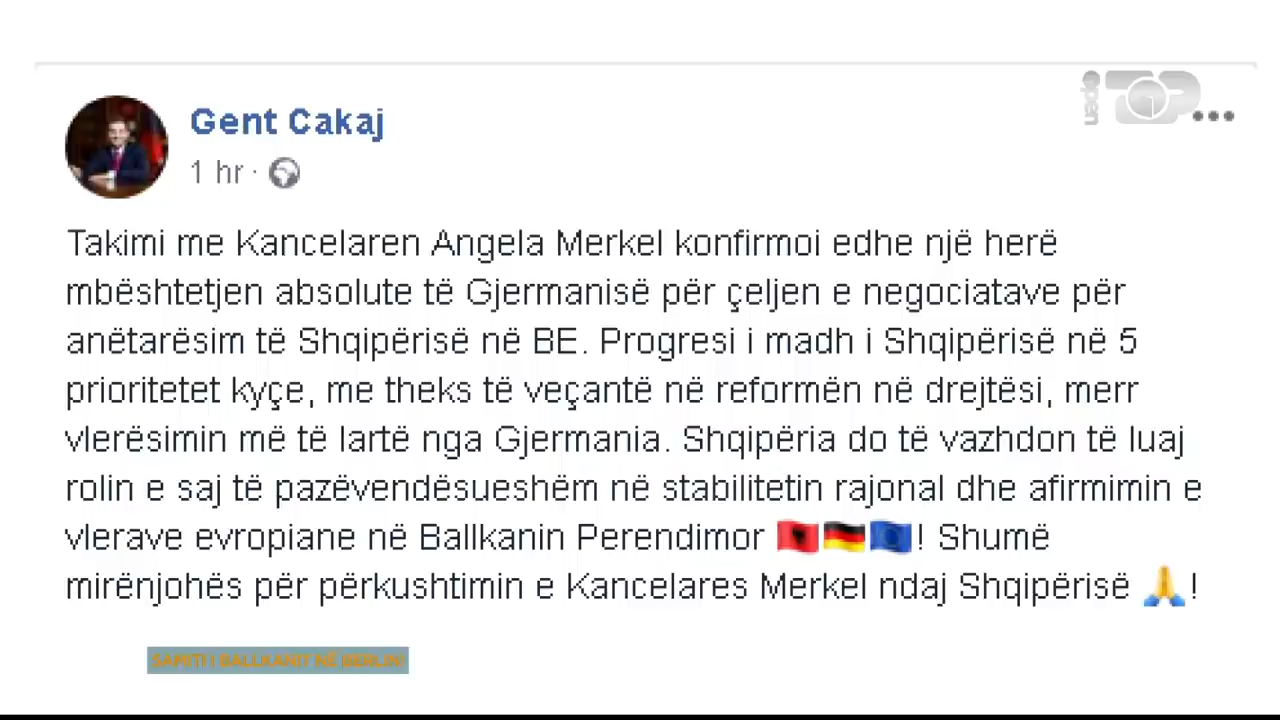 open TOP...
Gent Cakaj
1 hr ·
Takimi me Kancelaren Angela Merkel konfirmoi edhe një herë
mbështetjen absolute të Gjermanisë për çeljen e negociatave për
anëtarësim të Shqipërisë në BE. Progresi i madh i Shqipërisë në 5
prioritetet kyçe, me theks të veçantë në reformën në drejtësi, merr
vlerësimin më të lartë nga Gjermania. Shqipëria do të vazhdon të luaj
rolin e saj të pazëvendësueshëm në stabilitetin rajonal dhe afirmimin e
vlerave evropiane në Ballkanin Perendimor 🇦🇱🇩🇪🇪🇺! Shumë
mirënjohës për përkushtimin e Kancelares Merkel ndaj Shqipërisë 🙏!
SAMITI I BALLKANIT NË BERLIN